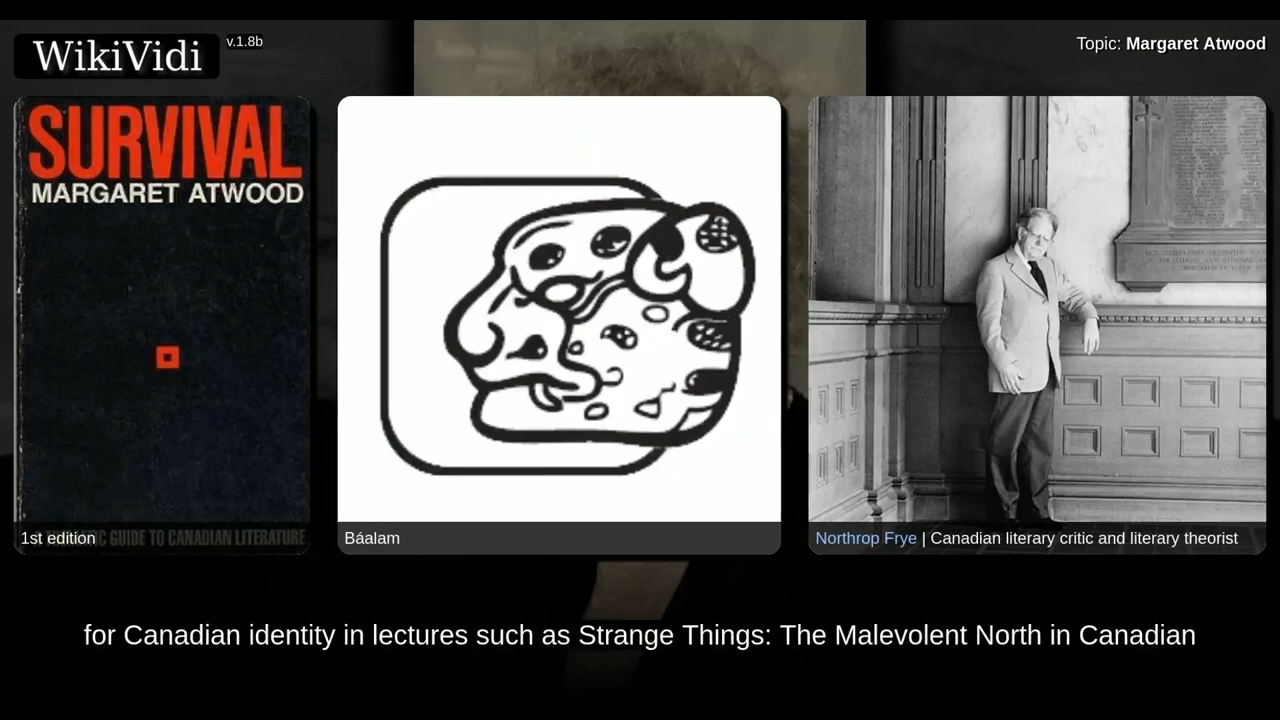 WikiVidi v.1.8b
Topic: Margaret Atwood
SURVIVAL
MARGARET ATWOOD
GUIDE TO CANADIAN LITERATURE
1st edition
Báalam
Northrop Frye | Canadian literary critic and literary theorist
for Canadian identity in lectures such as Strange Things: The Malevolent North in Canadian